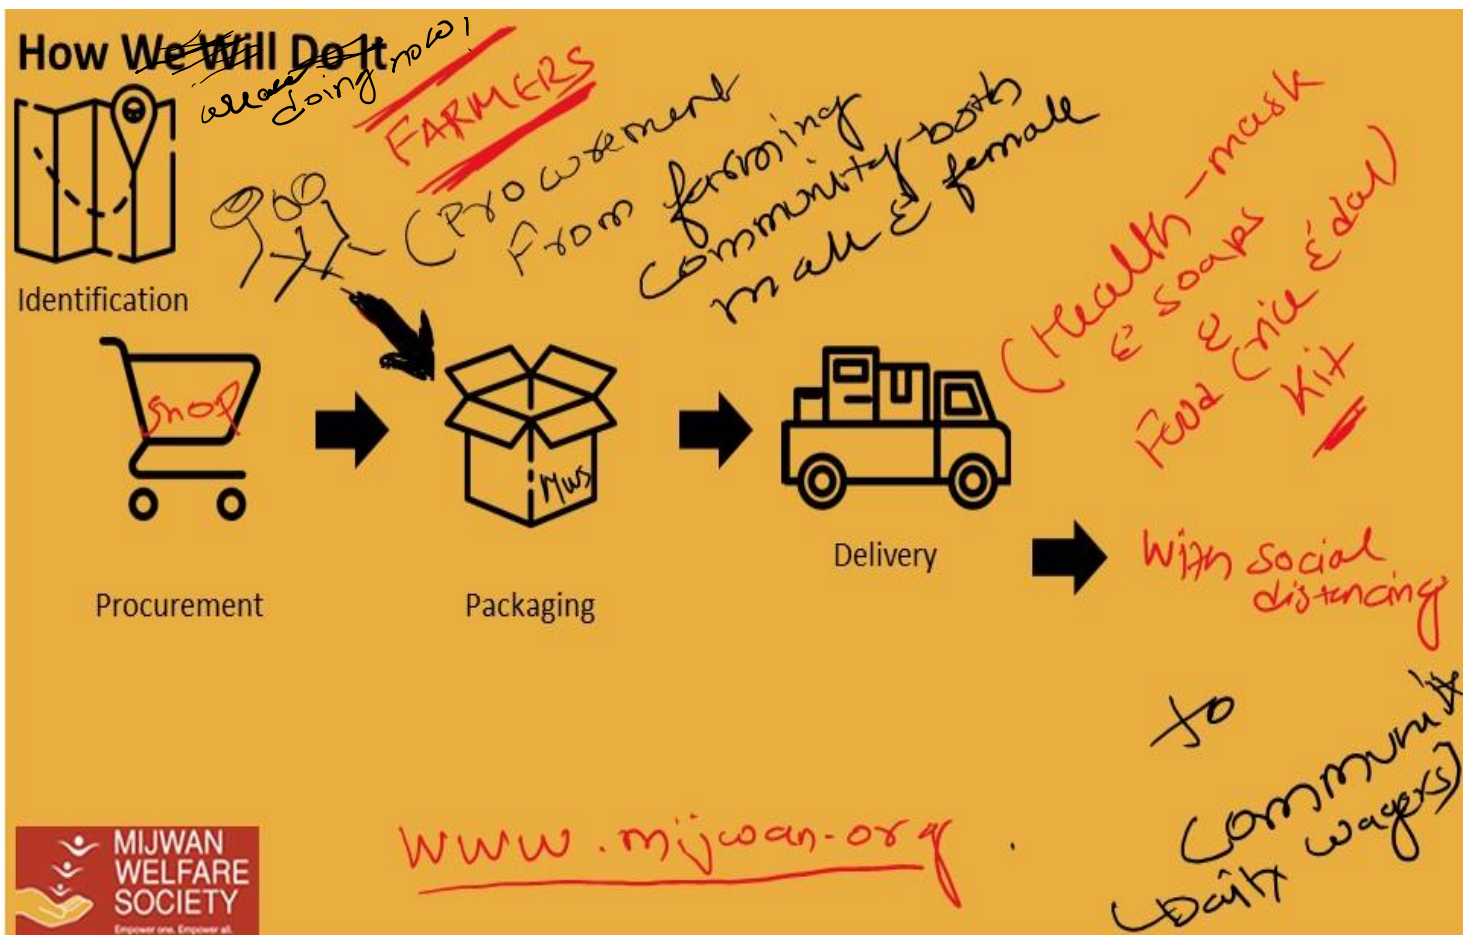 How We Will Do It
we are doing now!
FARMERS
(Procurement
From farming
community both
male & female
Identification
(Health - mask
& soaps
&
Food (rice & dal)
Kit
shop
MWS
Procurement
Packaging
Delivery
With social
distancing
to
community
(Daily wagers)
www.mijwan.org
MIJWAN
WELFARE
SOCIETY
Empower one. Empower all.